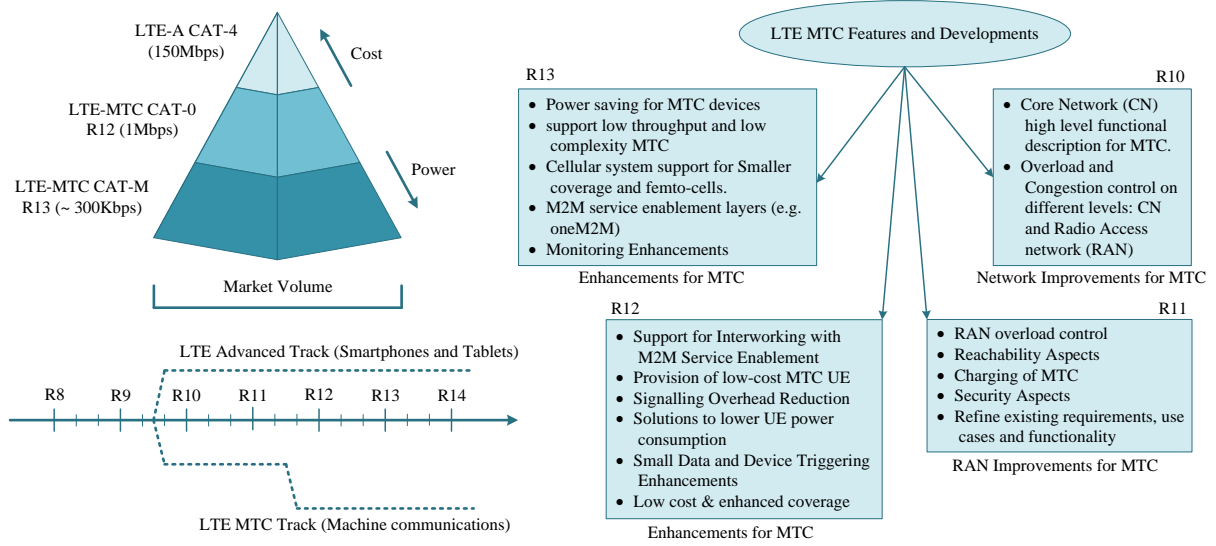 LTE-A CAT-4
(150Mbps)
Cost
LTE-MTC CAT-0
R12 (1Mbps)
Power
LTE-MTC CAT-M
R13 (~ 300Kbps)
Market Volume
LTE Advanced Track (Smartphones and Tablets)
R8
R9
R10
R11
R12
R13
R14
LTE MTC Track (Machine communications)
LTE MTC Features and Developments
R13
• Power saving for MTC devices
• support low throughput and low
complexity MTC
• Cellular system support for Smaller
coverage and femto-cells.
• M2M service enablement layers (e.g.
oneM2M)
• Monitoring Enhancements
Enhancements for MTC
R10
• Core Network (CN)
high level functional
description for MTC.
• Overload and
Congestion control on
different levels: CN
and Radio Access
network (RAN)
Network Improvements for MTC
R12
• Support for Interworking with
M2M Service Enablement
• Provision of low-cost MTC UE
• Signalling Overhead Reduction
• Solutions to lower UE power
consumption
• Small Data and Device Triggering
Enhancements
• Low cost & enhanced coverage
Enhancements for MTC
R11
• RAN overload control
• Reachability Aspects
• Charging of MTC
• Security Aspects
• Refine existing requirements, use
cases and functionality
RAN Improvements for MTC